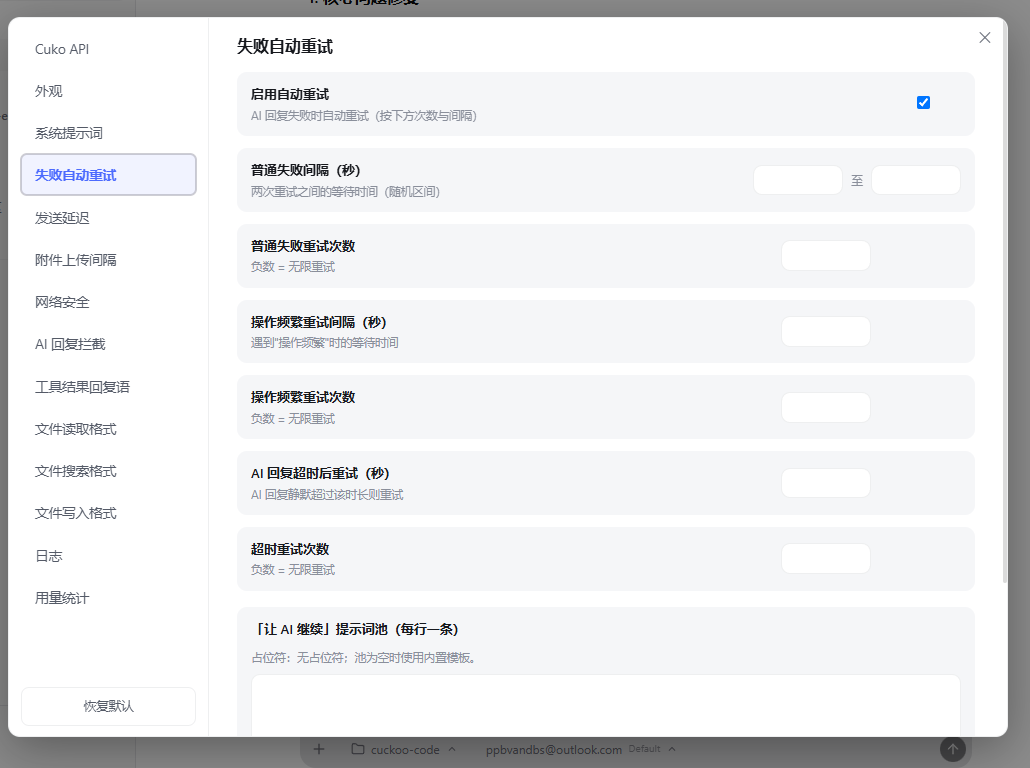 Cuko API
外观
系统提示词
失败自动重试
发送延迟
附件上传间隔
网络安全
AI 回复拦截
工具结果回复语
文件读取格式
文件搜索格式
文件写入格式
日志
用量统计
恢复默认
失败自动重试
启用自动重试
AI 回复失败时自动重试（按下方次数与间隔）
普通失败间隔（秒）
两次重试之间的等待时间（随机区间）
至
普通失败重试次数
负数 = 无限重试
操作频繁重试间隔（秒）
遇到"操作频繁"时的等待时间
操作频繁重试次数
负数 = 无限重试
AI 回复超时后重试（秒）
AI 回复静默超过该时长则重试
超时重试次数
负数 = 无限重试
「让 AI 继续」提示词池（每行一条）
占位符：无占位符；池为空时使用内置模板。
cuckoo-code
ppbvandbs@outlook.com Default